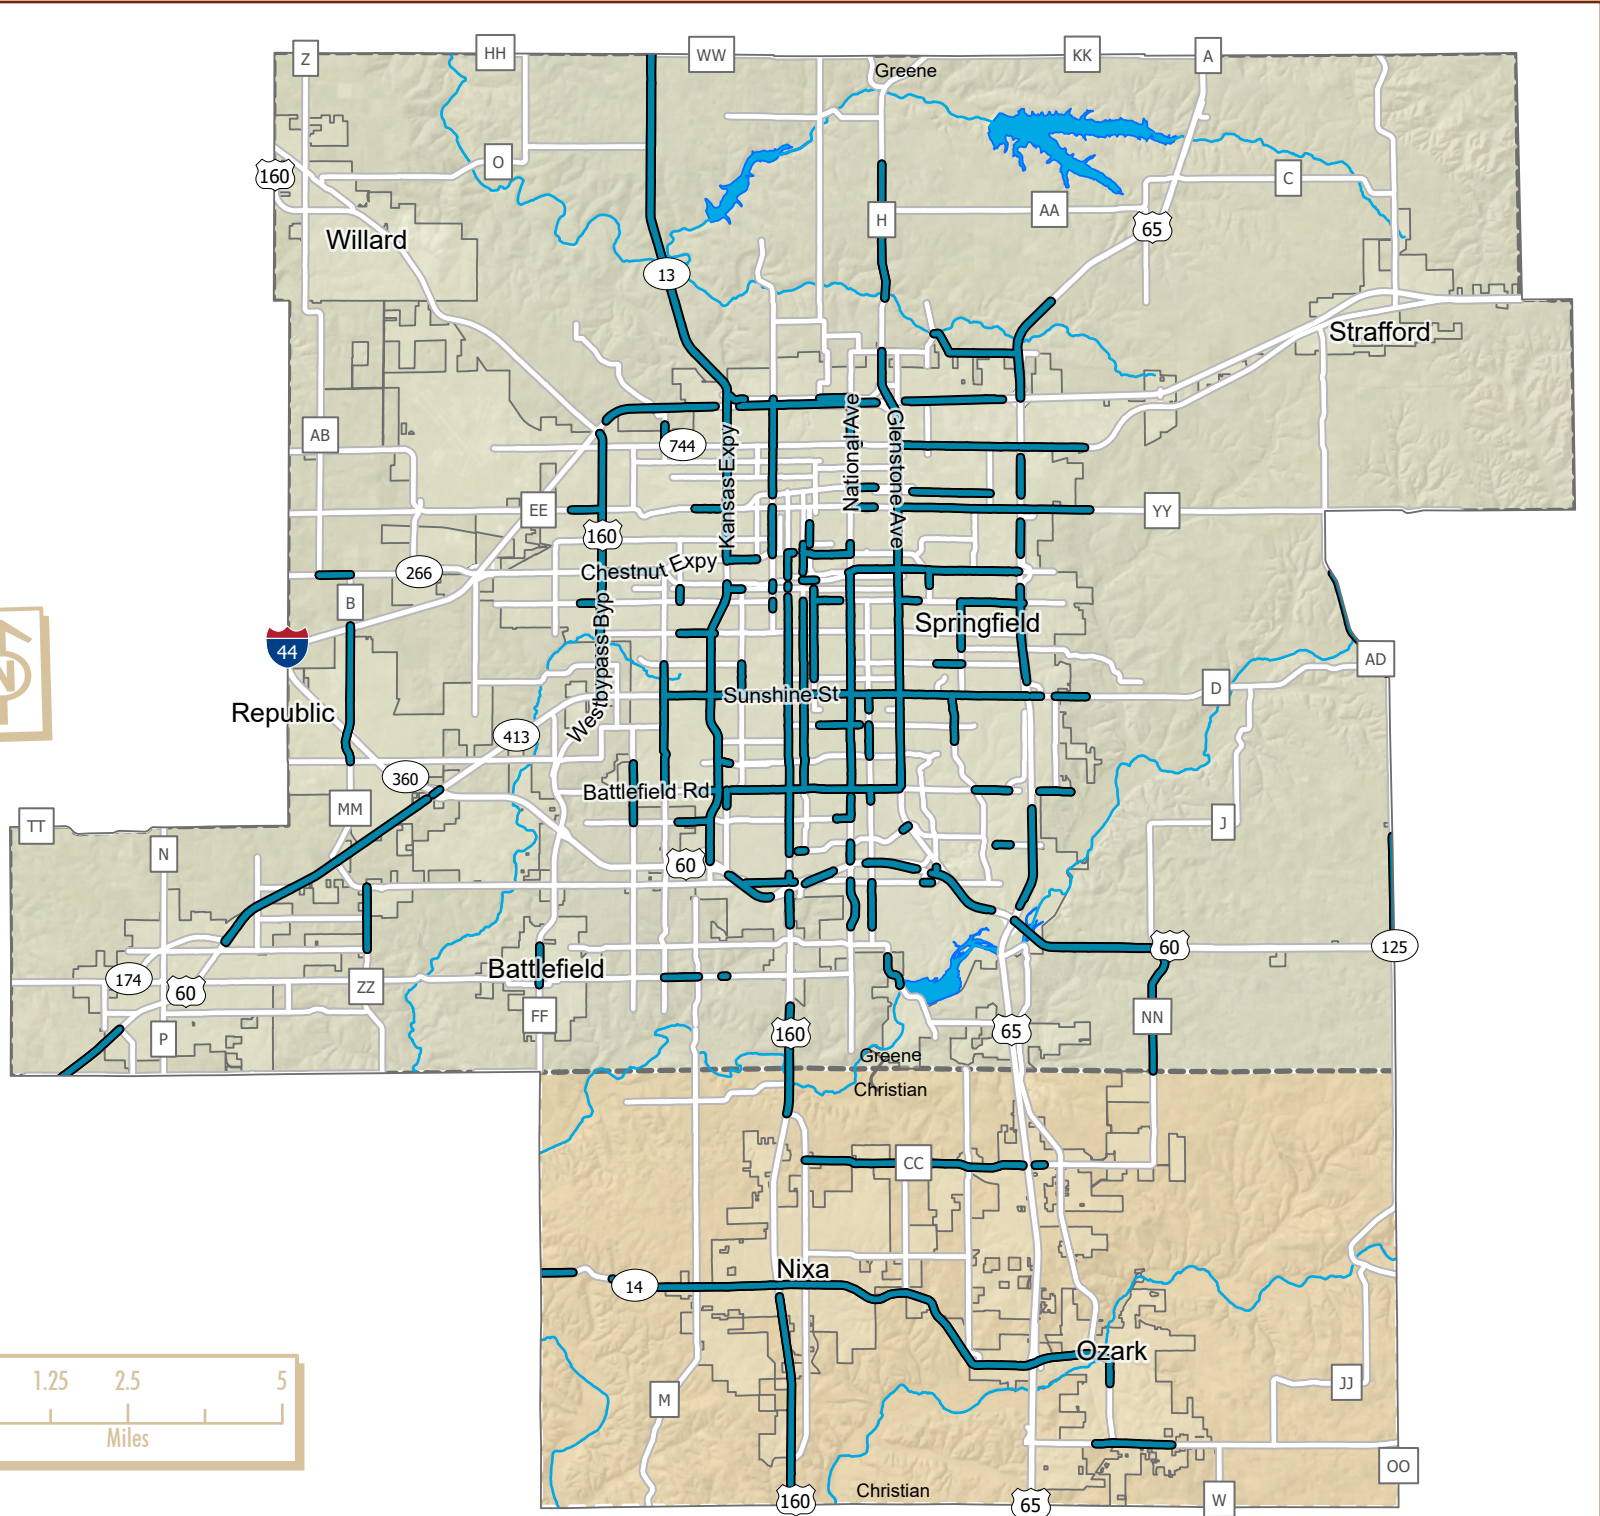 Z
HH
WW
Greene
KK
A
160
O
H
AA
C
65
Willard
13
Strafford
AB
744
Kansas Expy
National Ave
Glenstone Ave
EE
160
YY
266
Chestnut Expy
B
Westbypass Byp
Springfield
44
AD
D
Republic
Sunshine St
413
360
Battlefield Rd
MM
TT
N
J
60
60
125
174
60
ZZ
Battlefield
FF
P
160
65
NN
Greene
Christian
CC
Nixa
14
Ozark
1.25 2.5 5
Miles
M
JJ
OO
Christian
160
65
W
N